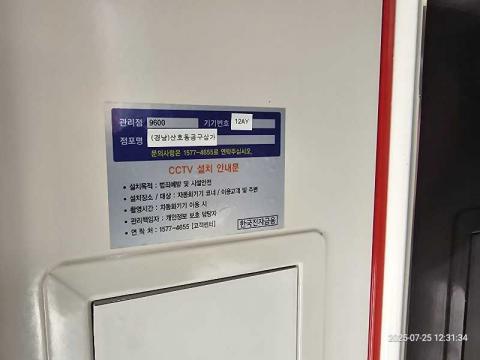 관리점 9600 기기번호 12AY
점포명 (경남)산호동공구상가
문의사항은 1577-4655로 연락주십시오.
CCTV 설치 안내문
• 설치목적 : 범죄예방 및 시설안전
• 설치장소 / 대상 : 자동화기기 코너 / 이용고객 및 주변
• 촬영시간 : 자동화기기 이용 시
• 관리책임자 : 개인정보 보호 담당자
• 연 락 처 : 1577-4655 [고객센터]
한국전자금융
2025-07-25 12:31:34